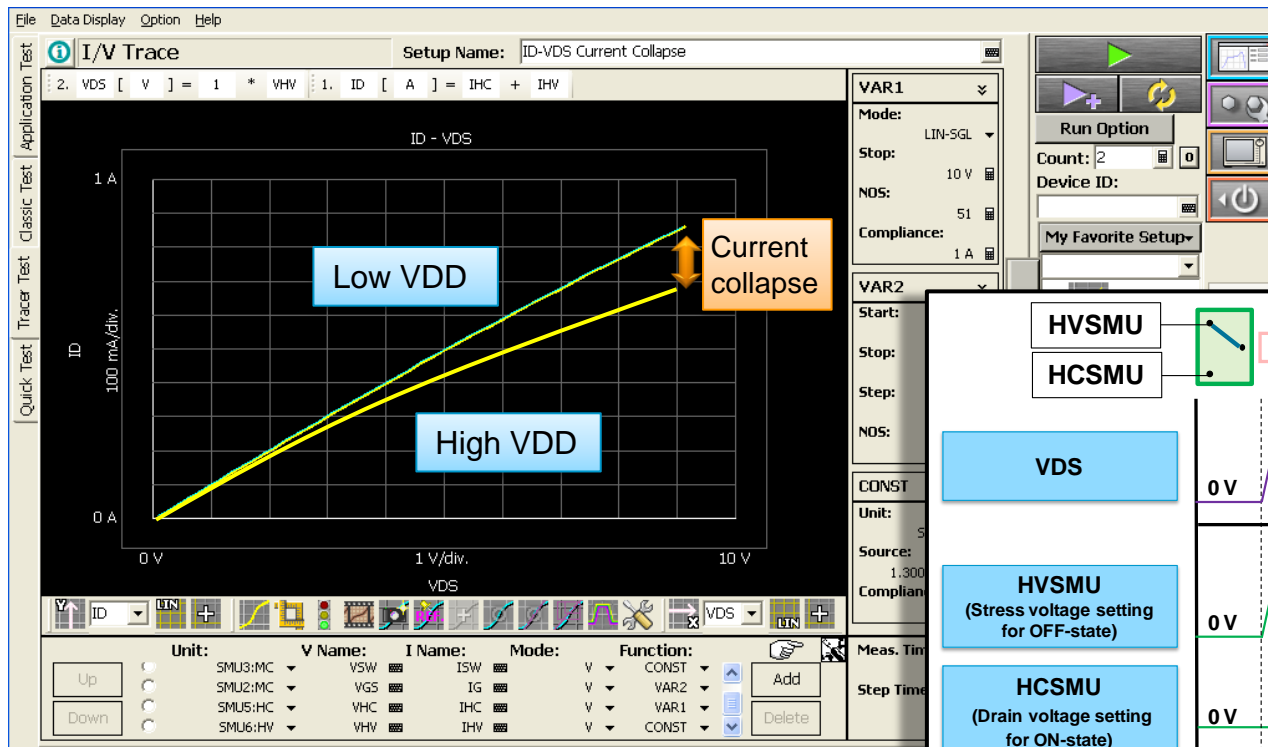 File Data Display Option Help
I/V Trace
Setup Name: ID-VDS Current Collapse
2. VDS [ V ] = 1 * VHV 1. ID [ A ] = IHC + IHV
Application Test
Classic Test
Tracer Test
Quick Test
ID - VDS
1 A
ID
100 mA/div.
0 A
0 V
1 V/div.
10 V
VDS
Low VDD
High VDD
Current
collapse
VAR1
Mode:
LIN-SGL
Stop:
10 V
NOS:
51
Compliance:
1 A
VAR2
Start:
Stop:
Step:
NOS:
CONST
Unit:
Source:
1.300
Complian
Meas. Tim
Step Time
Run Option
Count: 2
0
Device ID:
My Favorite Setup
HVSMU
HCSMU
VDS
0 V
HVSMU
(Stress voltage setting
for OFF-state)
0 V
HCSMU
(Drain voltage setting
for ON-state)
0 V
Y ID LIN
X VDS LIN
Unit: V Name: I Name: Mode: Function:
SMU3:MC VSW ISW V CONST
SMU2:MC VGS IG V VAR2
SMU5:HC VHC IHC V VAR1
SMU6:HV VHV IHV V CONST
Up
Down
Add
Delete